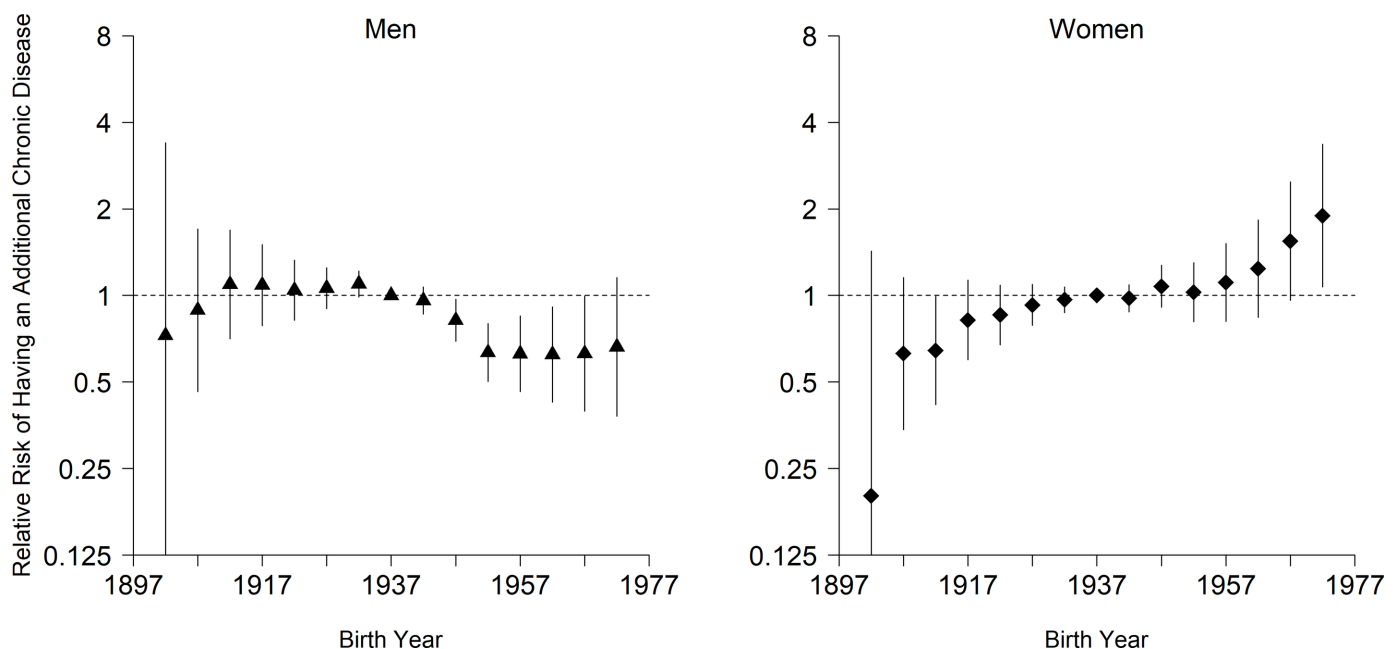 Men
Relative Risk of Having an Additional Chronic Disease
8
4
2
1
0.5
0.25
0.125
1897 1917 1937 1957 1977
Birth Year
Women
8
4
2
1
0.5
0.25
0.125
1897 1917 1937 1957 1977
Birth Year